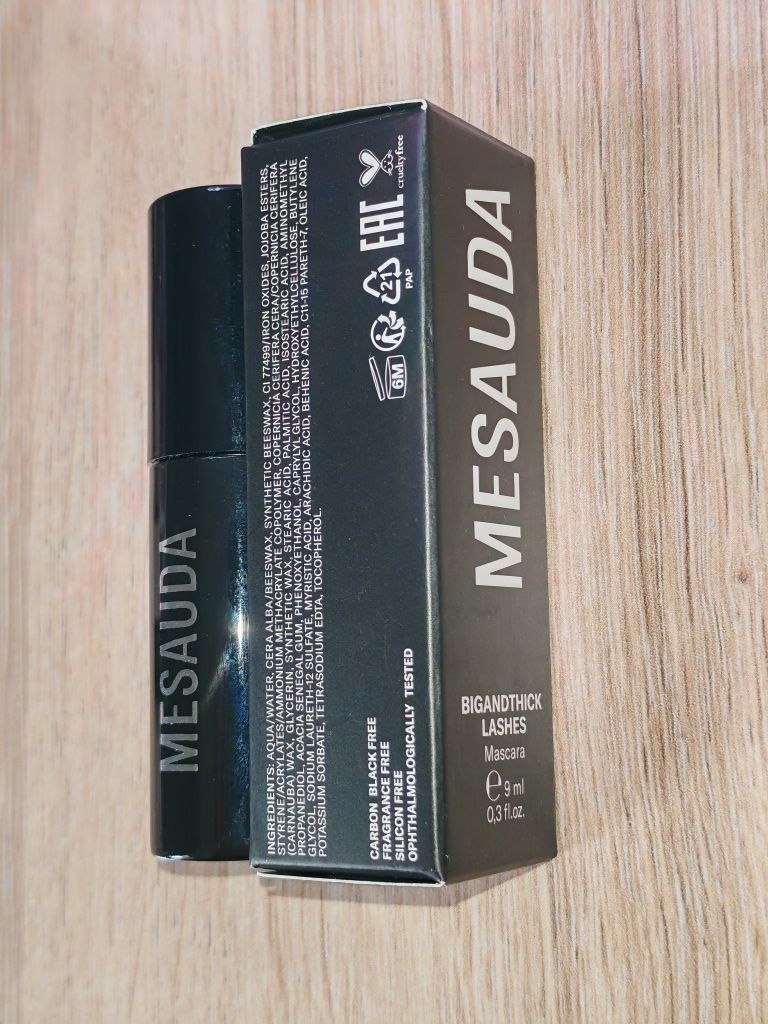 MESAUDA
INGREDIENTS: AQUA/WATER, CERA ALBA/BEESWAX, SYNTHETIC BEESWAX, CI 77499/IRON OXIDES, JOJOBA ESTERS,
STYRENE/ACRYLATES/AMMONIUM METHACRYLATE COPOLYMER, COPERNICIA CERIFERA CERA/COPERNICIA CERIFERA
(CARNAUBA) WAX, GLYCERIN, SYNTHETIC WAX, STEARIC ACID, PALMITIC ACID, ISOSTEARIC ACID, AMINOMETHYL
PROPANEDIOL, ACACIA SENEGAL GUM, PHENOXYETHANOL, CAPRYLYL GLYCOL, HYDROXYETHYLCELLULOSE, BUTYLENE
GLYCOL, SODIUM LAURETH-12 SULFATE, MYRISTIC ACID, ARACHIDIC ACID, BEHENIC ACID, C11-15 PARETH-7, OLEIC ACID,
POTASSIUM SORBATE, TETRASODIUM EDTA, TOCOPHEROL.
6M
21
PAP
EAC
crueltyfree
CARBON BLACK FREE
FRAGRANCE FREE
SILICON FREE
OPHTHALMOLOGICALLY TESTED
MESAUDA
BIGANDTHICK
LASHES
Mascara
e 9 ml
0,3 fl.oz.